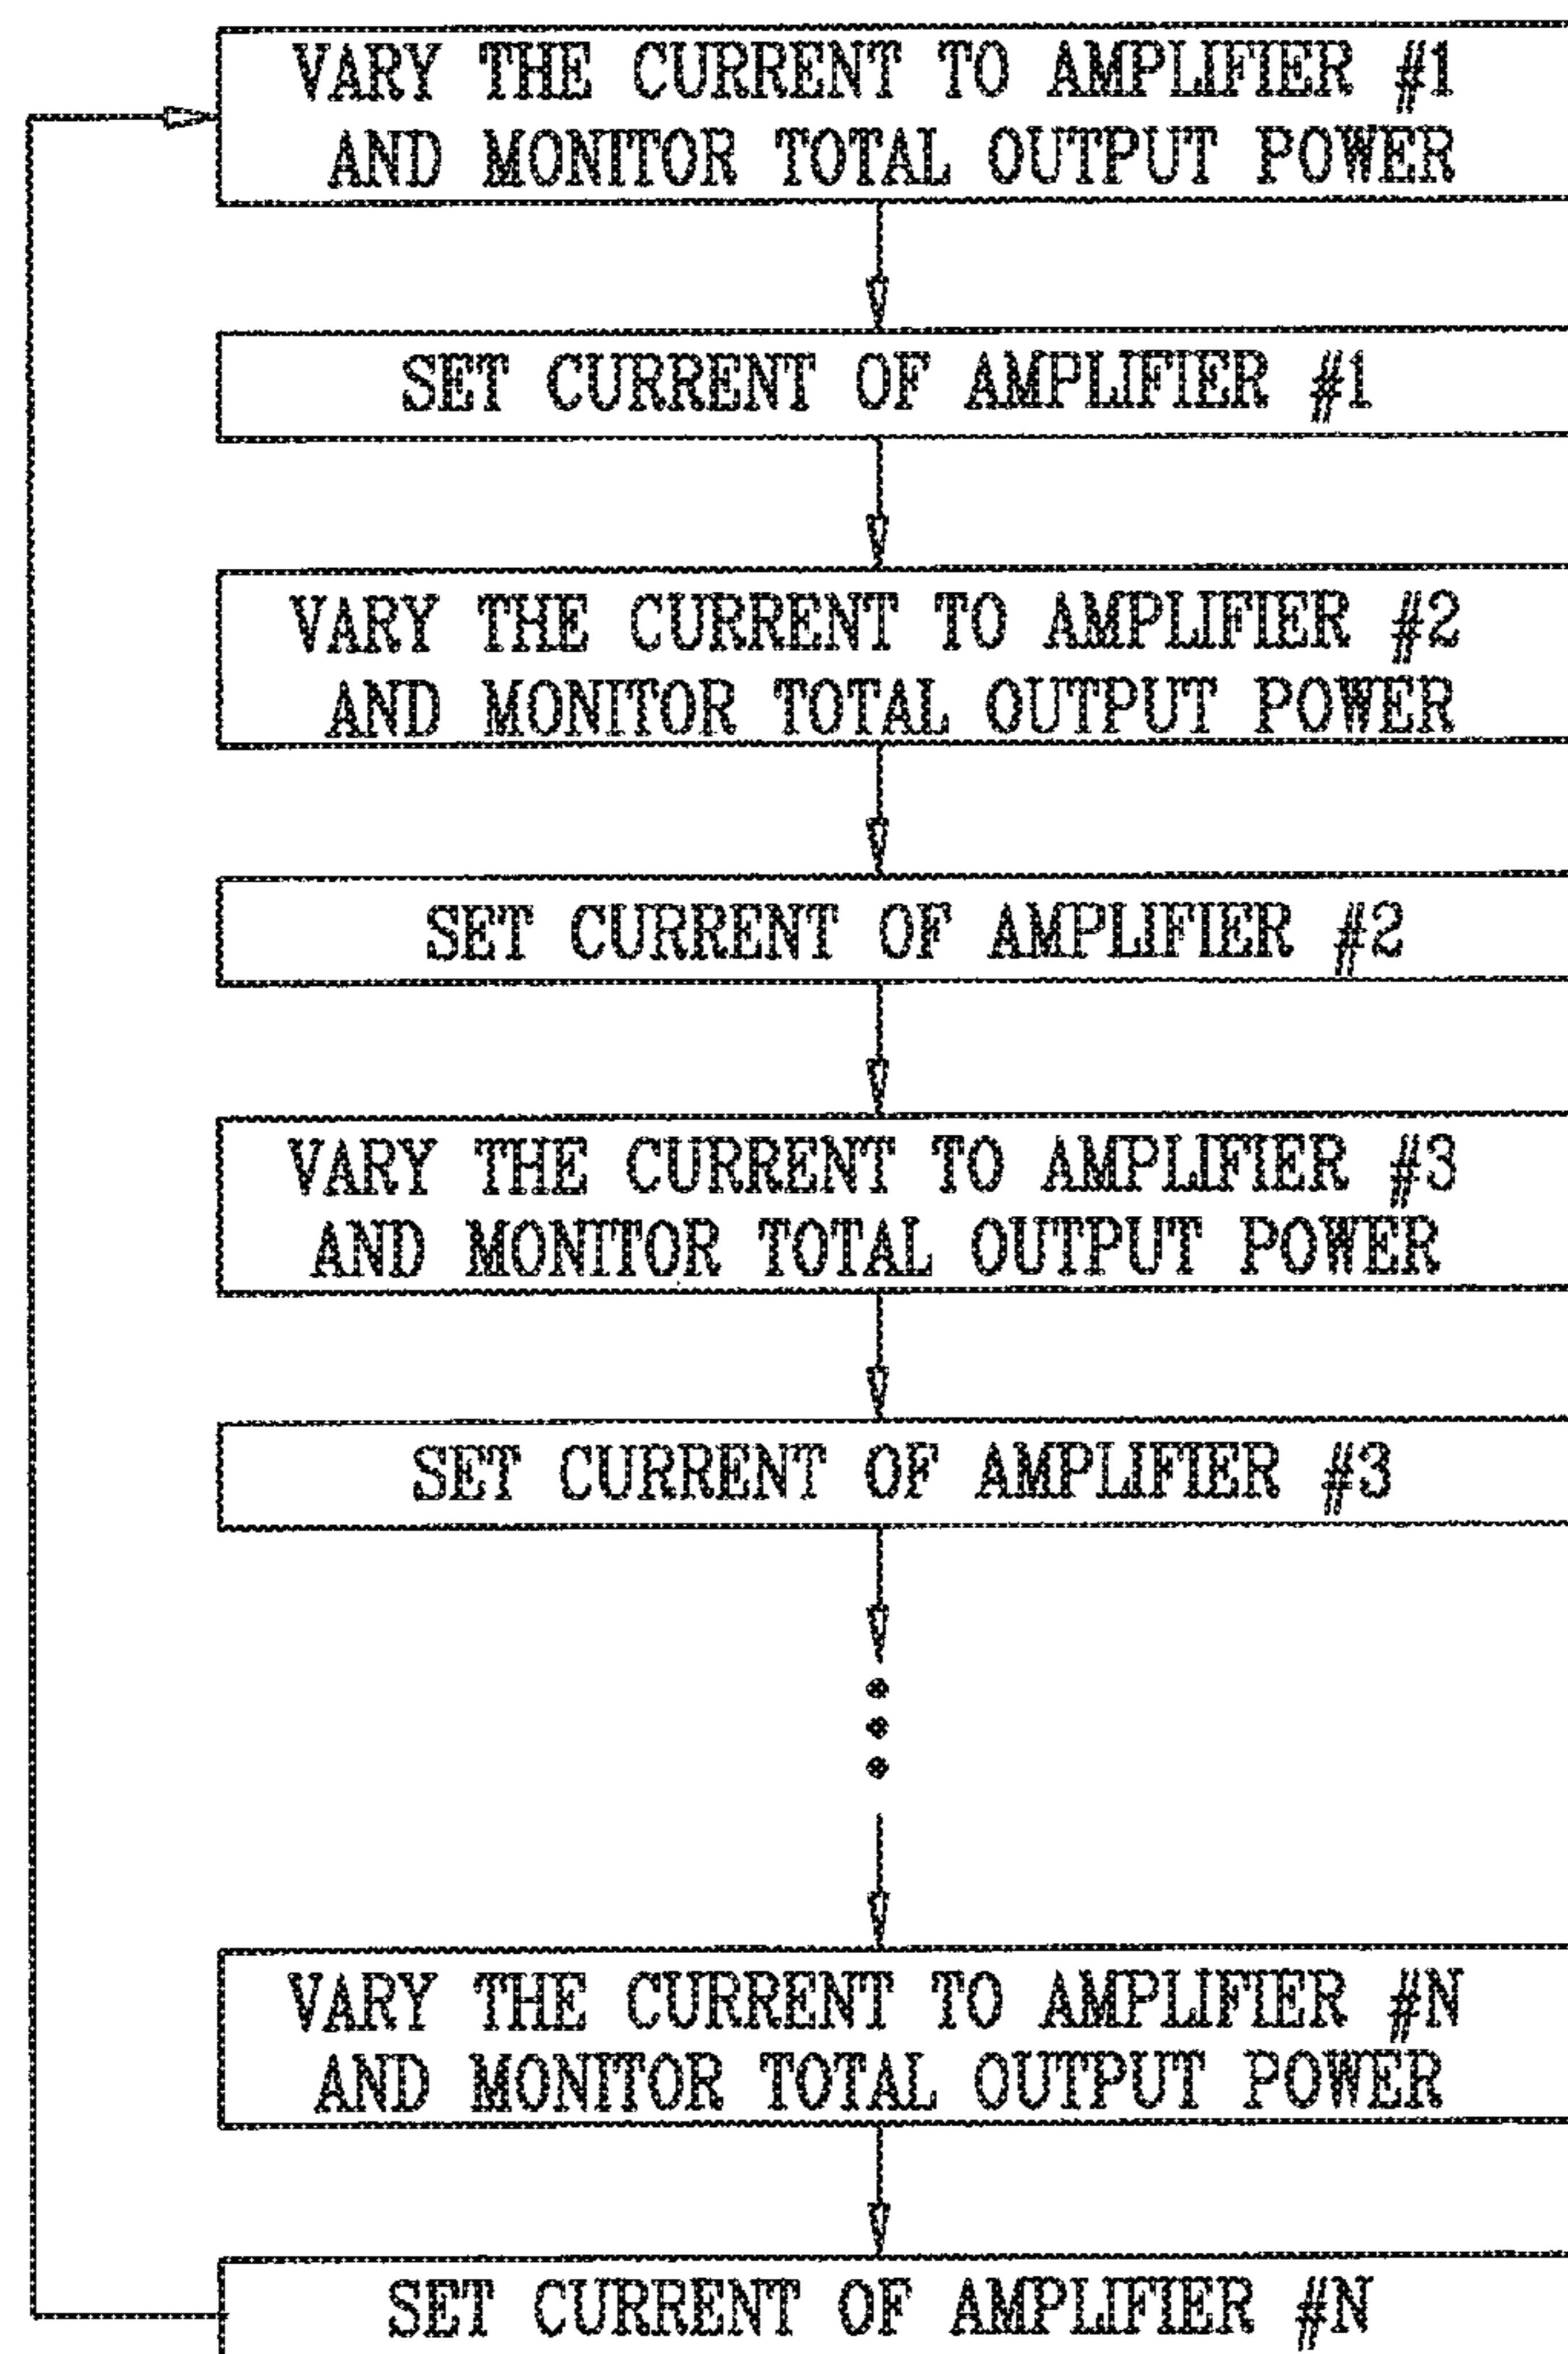 VARY THE CURRENT TO AMPLIFIER #1
AND MONITOR TOTAL OUTPUT POWER
SET CURRENT OF AMPLIFIER #1
VARY THE CURRENT TO AMPLIFIER #2
AND MONITOR TOTAL OUTPUT POWER
SET CURRENT OF AMPLIFIER #2
VARY THE CURRENT TO AMPLIFIER #3
AND MONITOR TOTAL OUTPUT POWER
SET CURRENT OF AMPLIFIER #3
VARY THE CURRENT TO AMPLIFIER #N
AND MONITOR TOTAL OUTPUT POWER
SET CURRENT OF AMPLIFIER #N